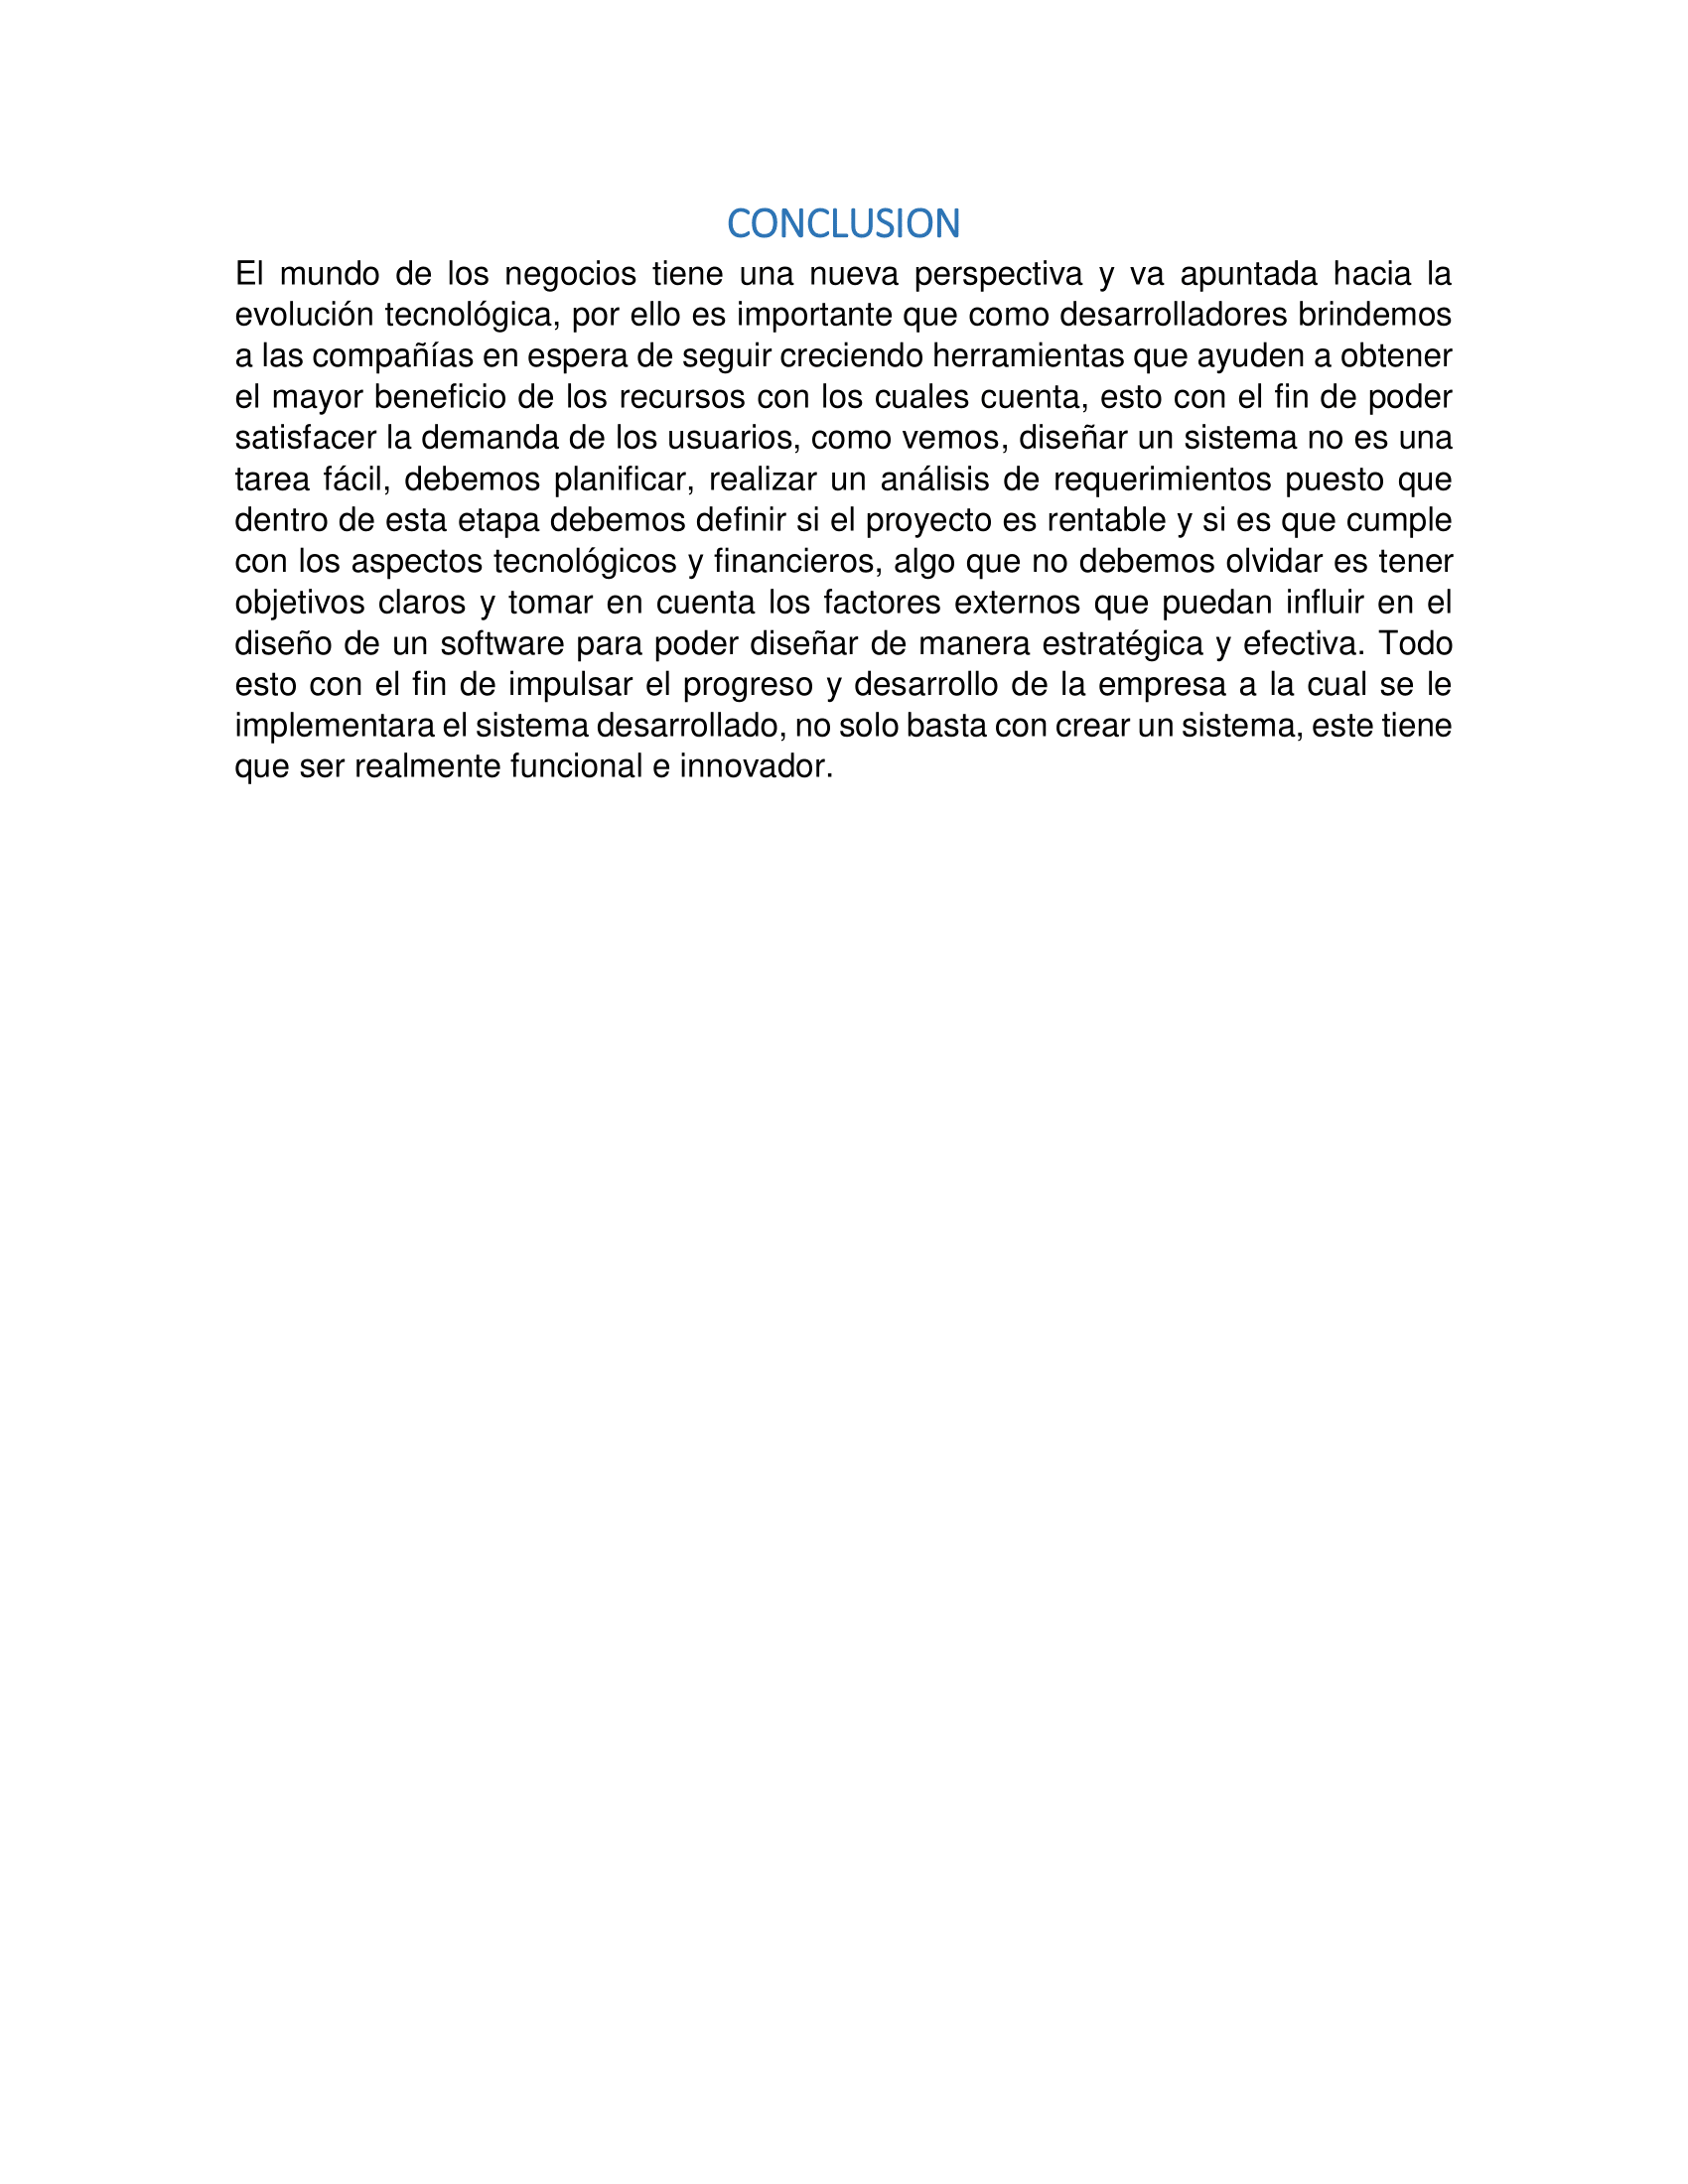 CONCLUSION
El mundo de los negocios tiene una nueva perspectiva y va apuntada hacia la
evolución tecnológica, por ello es importante que como desarrolladores brindemos
a las compañías en espera de seguir creciendo herramientas que ayuden a obtener
el mayor beneficio de los recursos con los cuales cuenta, esto con el fin de poder
satisfacer la demanda de los usuarios, como vemos, diseñar un sistema no es una
tarea fácil, debemos planificar, realizar un análisis de requerimientos puesto que
dentro de esta etapa debemos definir si el proyecto es rentable y si es que cumple
con los aspectos tecnológicos y financieros, algo que no debemos olvidar es tener
objetivos claros y tomar en cuenta los factores externos que puedan influir en el
diseño de un software para poder diseñar de manera estratégica y efectiva. Todo
esto con el fin de impulsar el progreso y desarrollo de la empresa a la cual se le
implementara el sistema desarrollado, no solo basta con crear un sistema, este tiene
que ser realmente funcional e innovador.